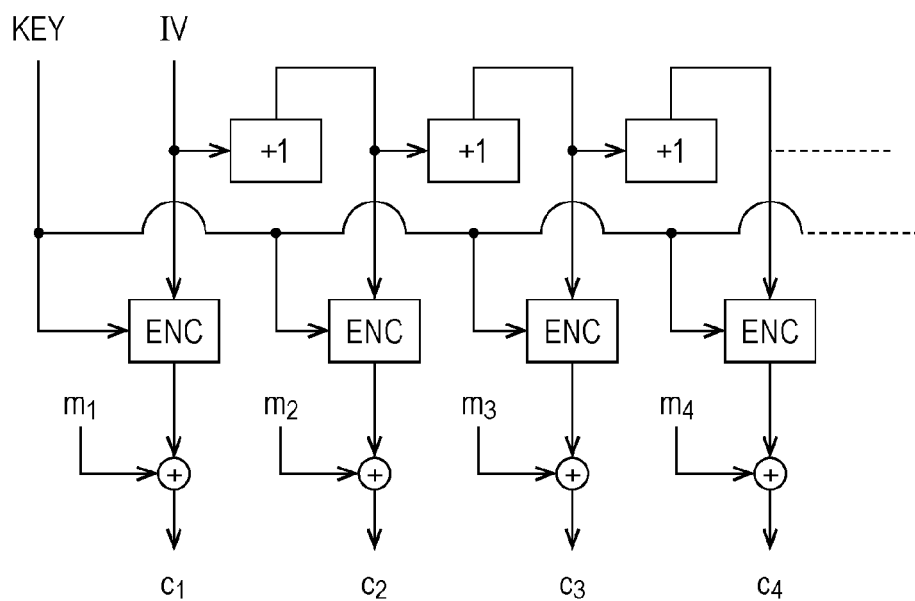 KEY IV
+1 +1 +1
ENC ENC ENC ENC
m1 m2 m3 m4
+ + + +
c1 c2 c3 c4